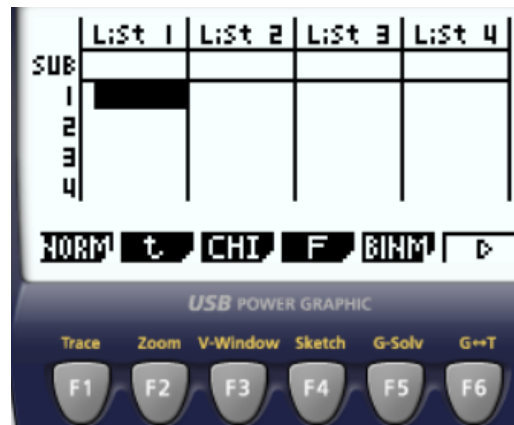 List 1 List 2 List 3 List 4
SUB
1
2
3
4
NORM t CHI F BINM ▷
USB POWER GRAPHIC
Trace Zoom V-Window Sketch G-Solv G↔T
F1 F2 F3 F4 F5 F6